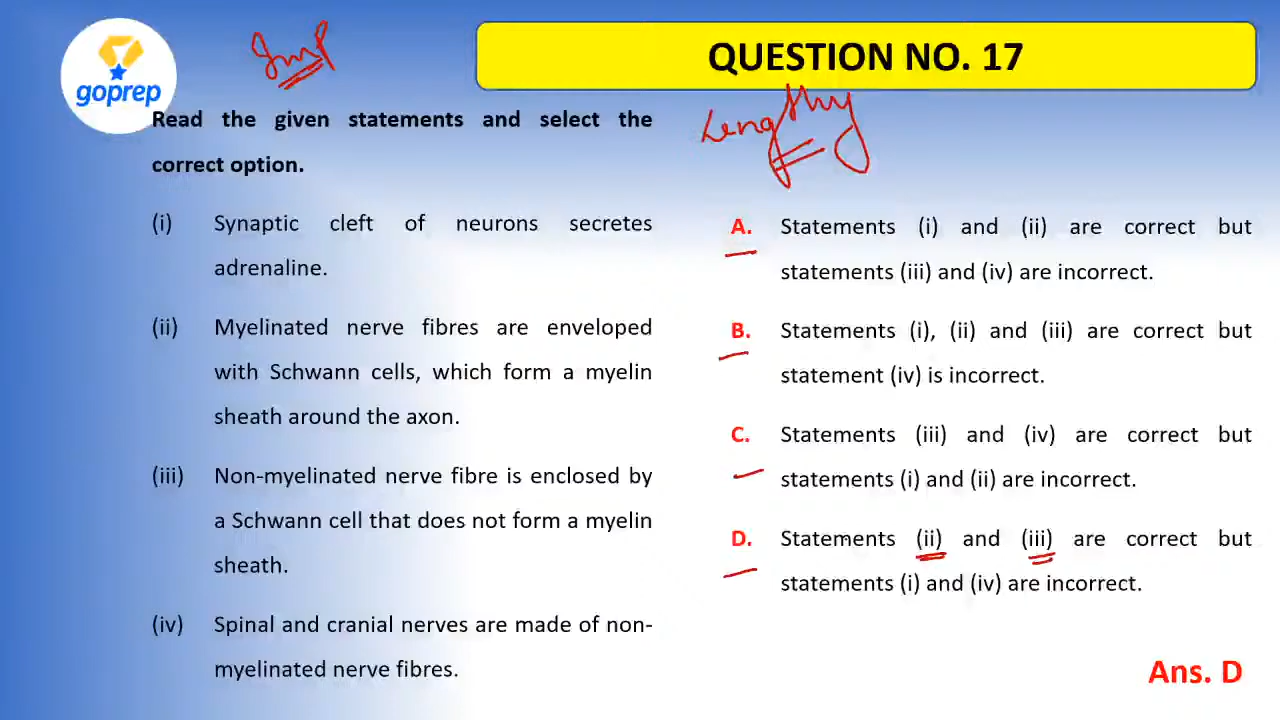 goprep
Imp
QUESTION NO. 17
Lengthy
Read the given statements and select the
correct option.
(i) Synaptic cleft of neurons secretes
adrenaline.
(ii) Myelinated nerve fibres are enveloped
with Schwann cells, which form a myelin
sheath around the axon.
(iii) Non-myelinated nerve fibre is enclosed by
a Schwann cell that does not form a myelin
sheath.
(iv) Spinal and cranial nerves are made of non-
myelinated nerve fibres.
A. Statements (i) and (ii) are correct but
statements (iii) and (iv) are incorrect.
B. Statements (i), (ii) and (iii) are correct but
statement (iv) is incorrect.
C. Statements (iii) and (iv) are correct but
statements (i) and (ii) are incorrect.
D. Statements (ii) and (iii) are correct but
statements (i) and (iv) are incorrect.
Ans. D